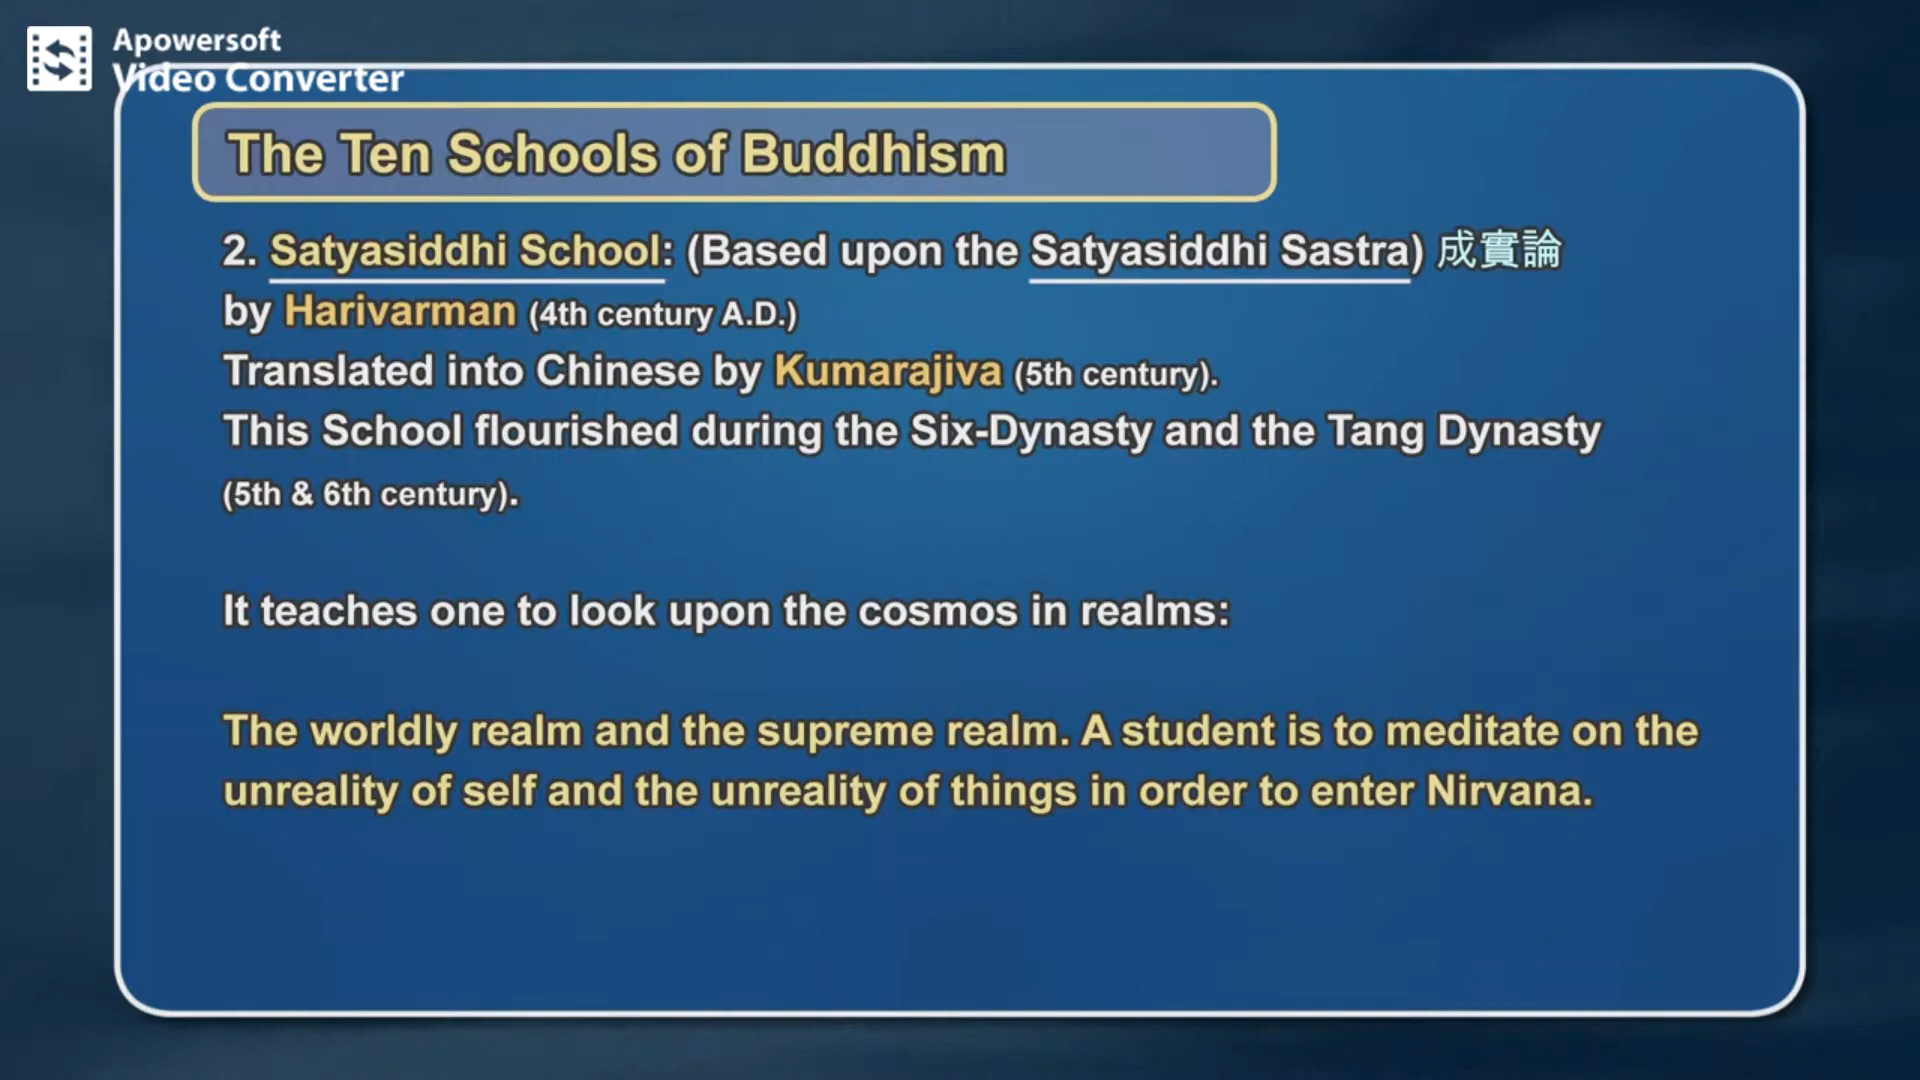 Apowersoft
Video Converter
The Ten Schools of Buddhism
2. Satyasiddhi School: (Based upon the Satyasiddhi Sastra) 成實論
by Harivarman (4th century A.D.)
Translated into Chinese by Kumarajiva (5th century).
This School flourished during the Six-Dynasty and the Tang Dynasty
(5th & 6th century).
It teaches one to look upon the cosmos in realms:
The worldly realm and the supreme realm. A student is to meditate on the
unreality of self and the unreality of things in order to enter Nirvana.